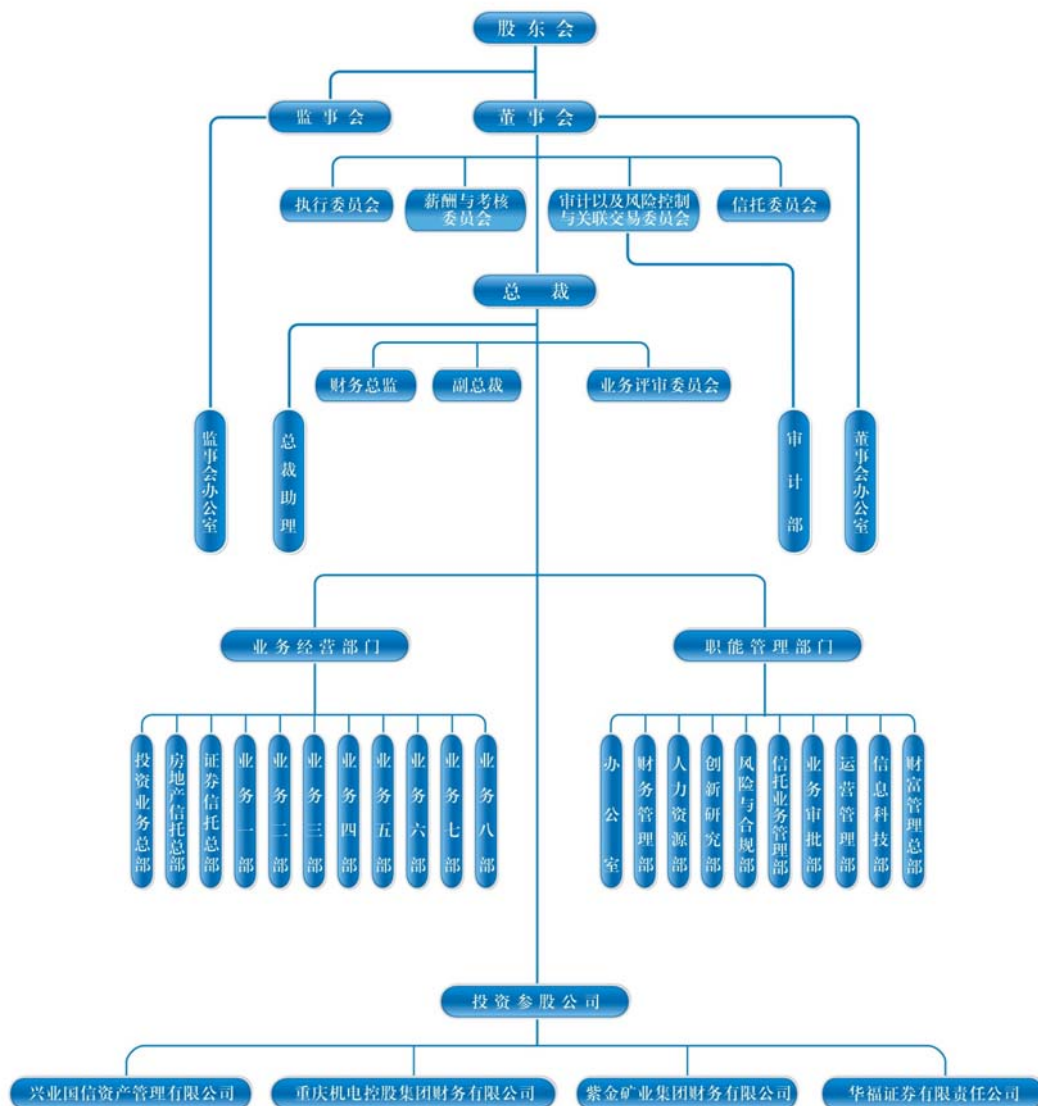 股东会
监事会
董事会
执行委员会
薪酬与考核
委员会
审计以及风险控制
与关联交易委员会
信托委员会
总裁
财务总监
副总裁
业务评审委员会
监事会办公室
总裁助理
审计部
董事会办公室
业务经营部门
职能管理部门
投资业务总部
房地产信托总部
证券信托总部
业务一部
业务二部
业务三部
业务四部
业务五部
业务六部
业务七部
业务八部
办公室
财务管理部
人力资源部
创新研究部
风险与合规部
信托业务管理部
业务审批部
运营管理部
信息科技部
财富管理总部
投资参股公司
兴业国信资产管理有限公司
重庆机电控股集团财务有限公司
紫金矿业集团财务有限公司
华福证券有限责任公司